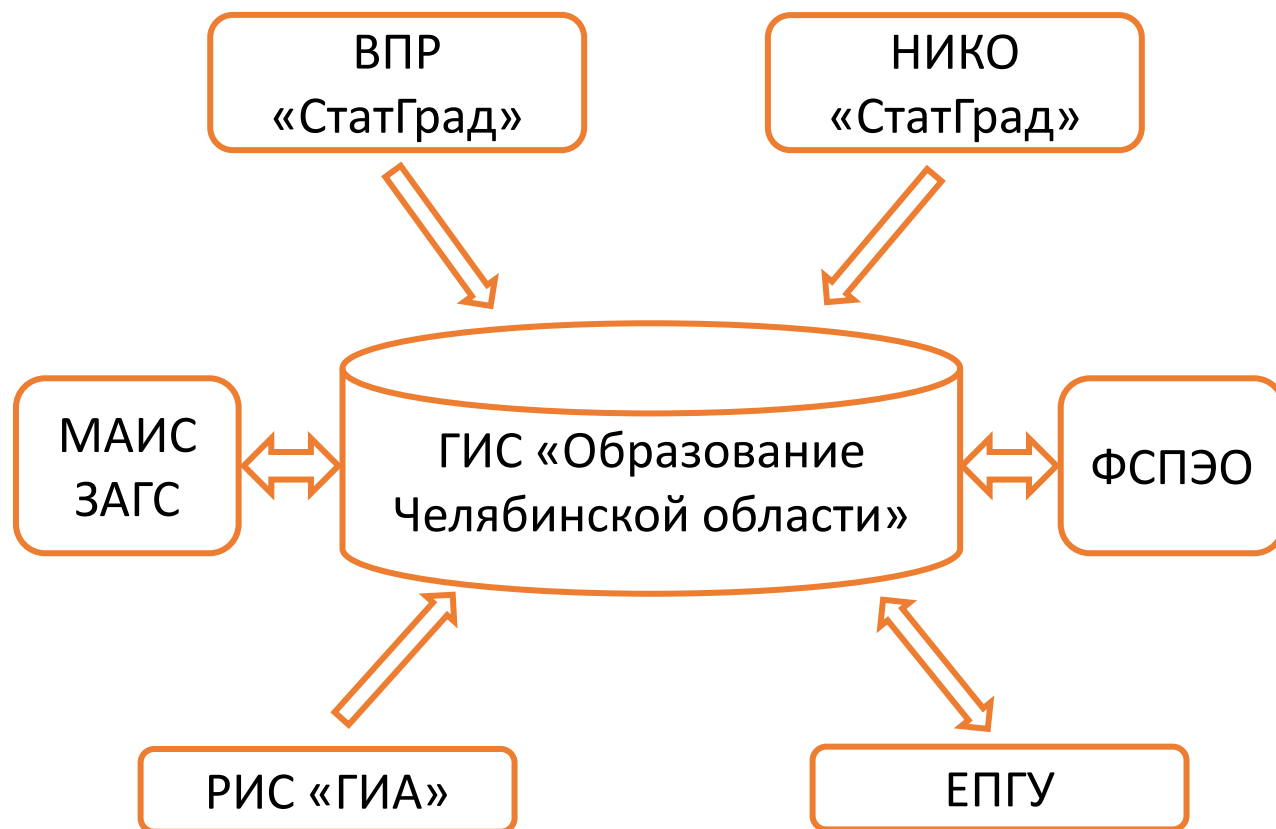 ВПР
«СтатГрад»
НИКО
«СтатГрад»
МАИС
ЗАГС
ГИС «Образование
Челябинской области»
ФСПЭО
РИС «ГИА»
ЕПГУ